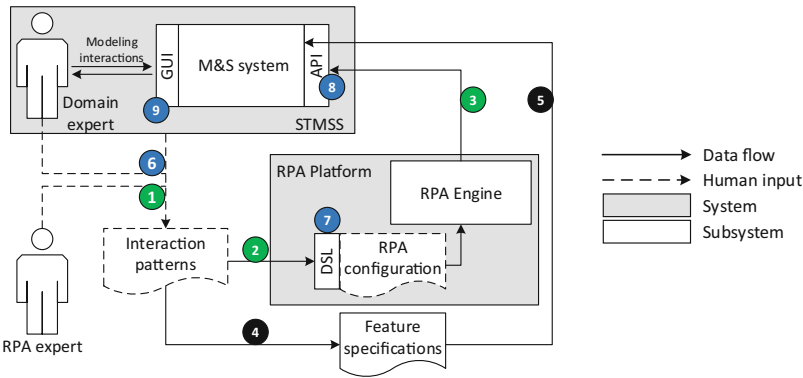 Modeling
interactions
GUI
M&S system
API
8
9
Domain
expert
STMSS
3
5
6
1
RPA Platform
RPA Engine
7
Interaction
patterns
2
DSL
RPA
configuration
RPA expert
4
Feature
specifications
Data flow
Human input
System
Subsystem